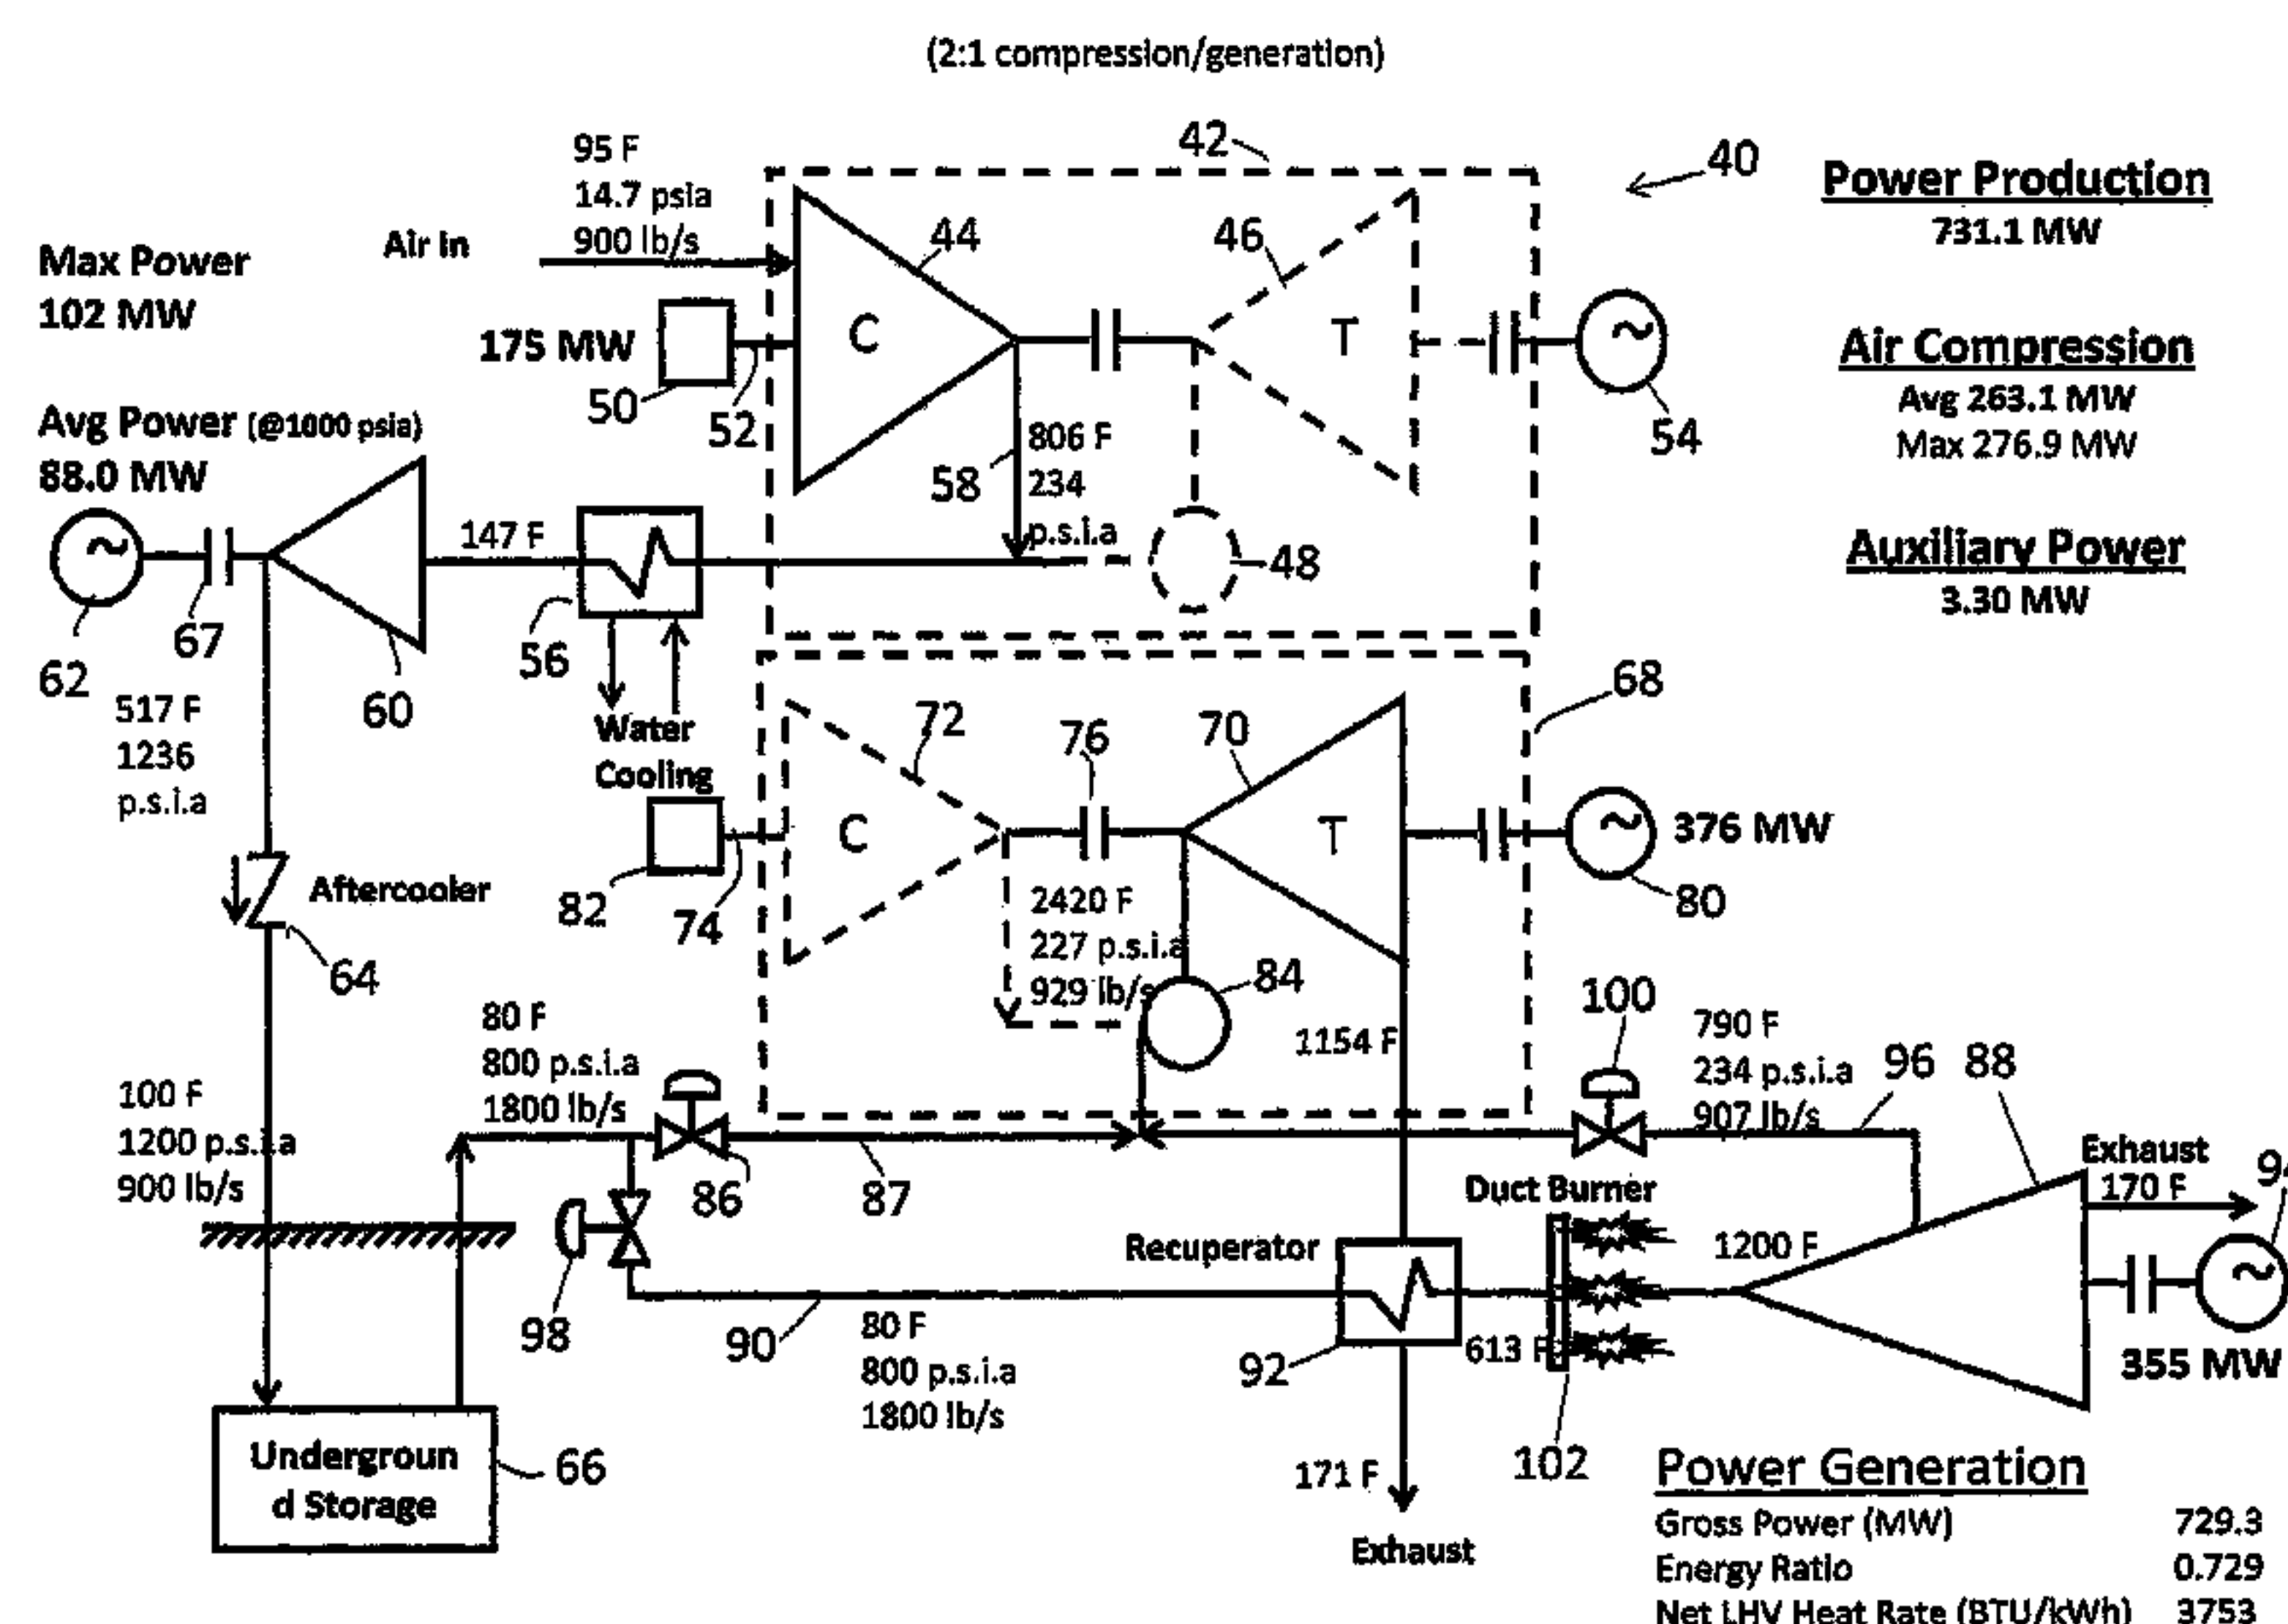 (2:1 compression/generation)
95 F
14.7 psia
900 lb/s
Air in
42
40
Power Production
731.1 MW
Max Power
102 MW
44
46
C
T
175 MW
50
52
54
Air Compression
Avg 263.1 MW
Max 276.9 MW
Avg Power (@1000 psia)
88.0 MW
806 F
234
p.s.i.a
58
147 F
48
Auxiliary Power
3.30 MW
62
67
60
56
Water
Cooling
517 F
1236
p.s.i.a
68
72
76
70
C
T
376 MW
80
82
74
Aftercooler
64
2420 F
227 p.s.i.a
929 lb/s
84
1154 F
100
790 F
234 p.s.i.a
907 lb/s
96
88
80 F
800 p.s.i.a
1800 lb/s
100 F
1200 p.s.i.a
900 lb/s
86
87
Duct Burner
Exhaust
170 F
94
Recuperator
1200 F
98
90
80 F
800 p.s.i.a
1800 lb/s
92
613 F
102
355 MW
Undergroun
d Storage
66
171 F
Exhaust
Power Generation
Gross Power (MW) 729.3
Energy Ratio 0.729
Net LHV Heat Rate (BTU/kWh) 3753